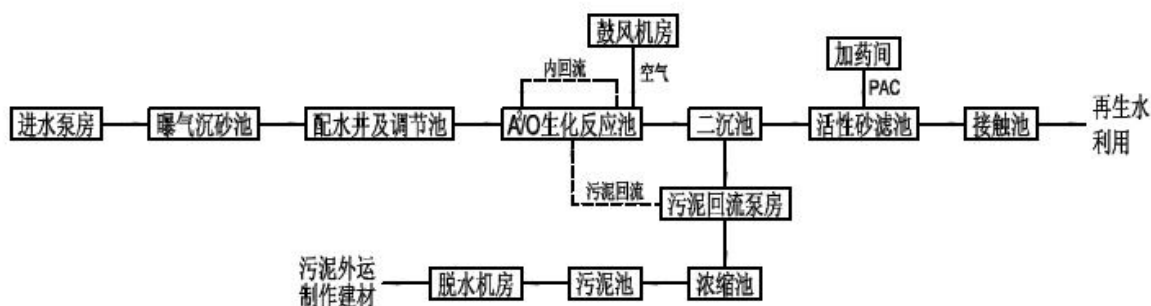 鼓风机房
加药间
内回流
空气
PAC
进水泵房
曝气沉砂池
配水井及调节池
A/O生化反应池
二沉池
活性砂滤池
接触池
再生水
利用
污泥回流
污泥回流泵房
污泥外运
制作建材
脱水机房
污泥池
浓缩池